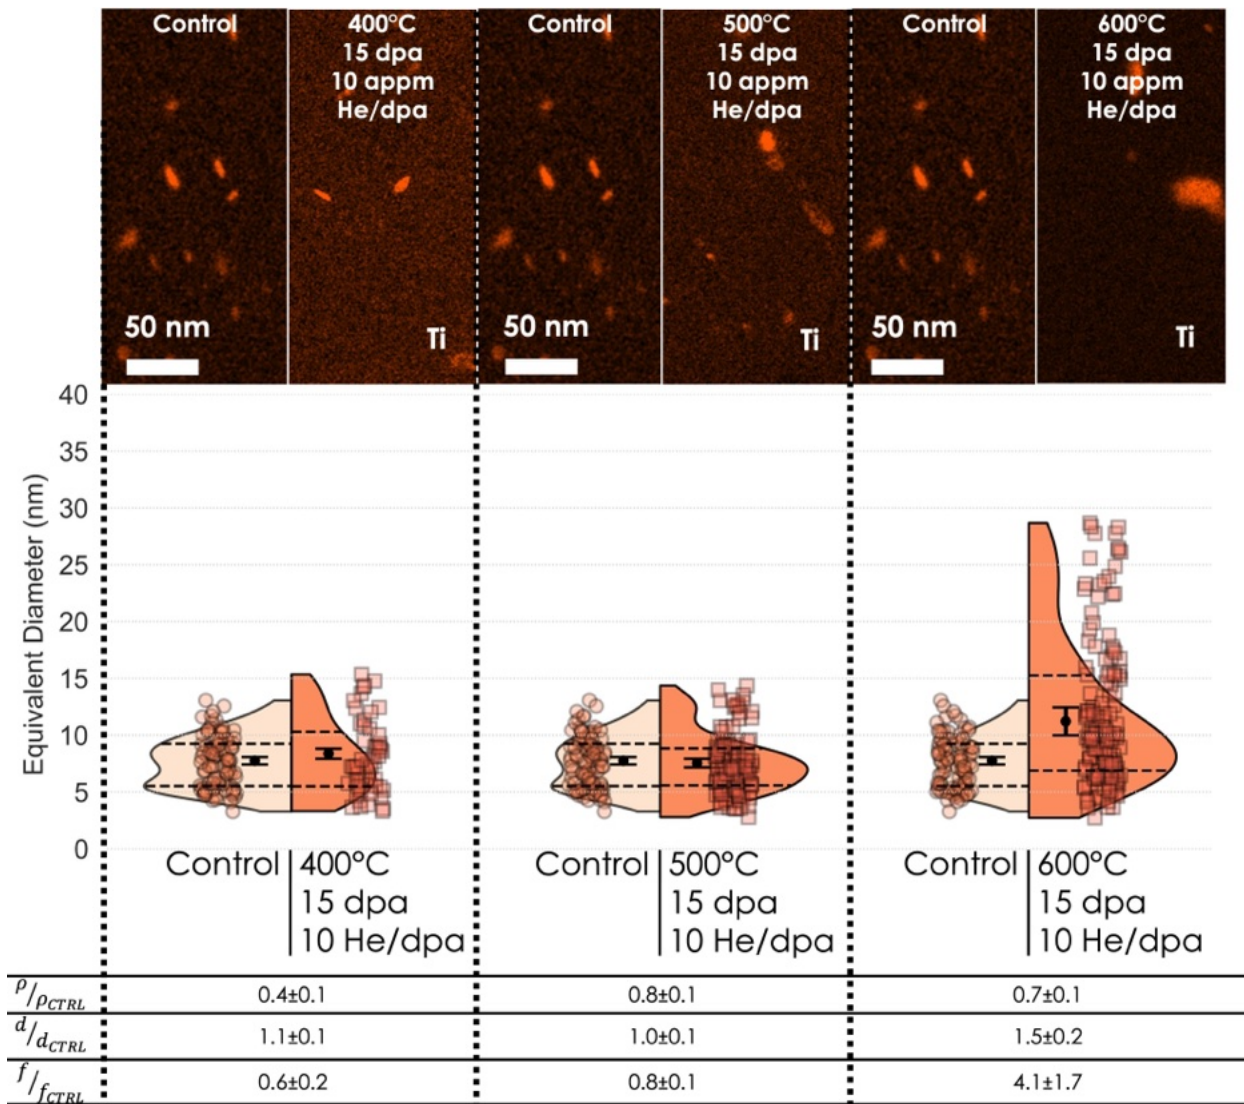 Control
400°C
15 dpa
10 appm
He/dpa
50 nm
Ti
Control
500°C
15 dpa
10 appm
He/dpa
50 nm
Ti
Control
600°C
15 dpa
10 appm
He/dpa
50 nm
Ti
Equivalent Diameter (nm)
40
35
30
25
20
15
10
5
0
Control
400°C
15 dpa
10 He/dpa
Control
500°C
15 dpa
10 He/dpa
Control
600°C
15 dpa
10 He/dpa
ρ/ρCTRL 0.4±0.1 0.8±0.1 0.7±0.1
d/dCTRL 1.1±0.1 1.0±0.1 1.5±0.2
f/fCTRL 0.6±0.2 0.8±0.1 4.1±1.7